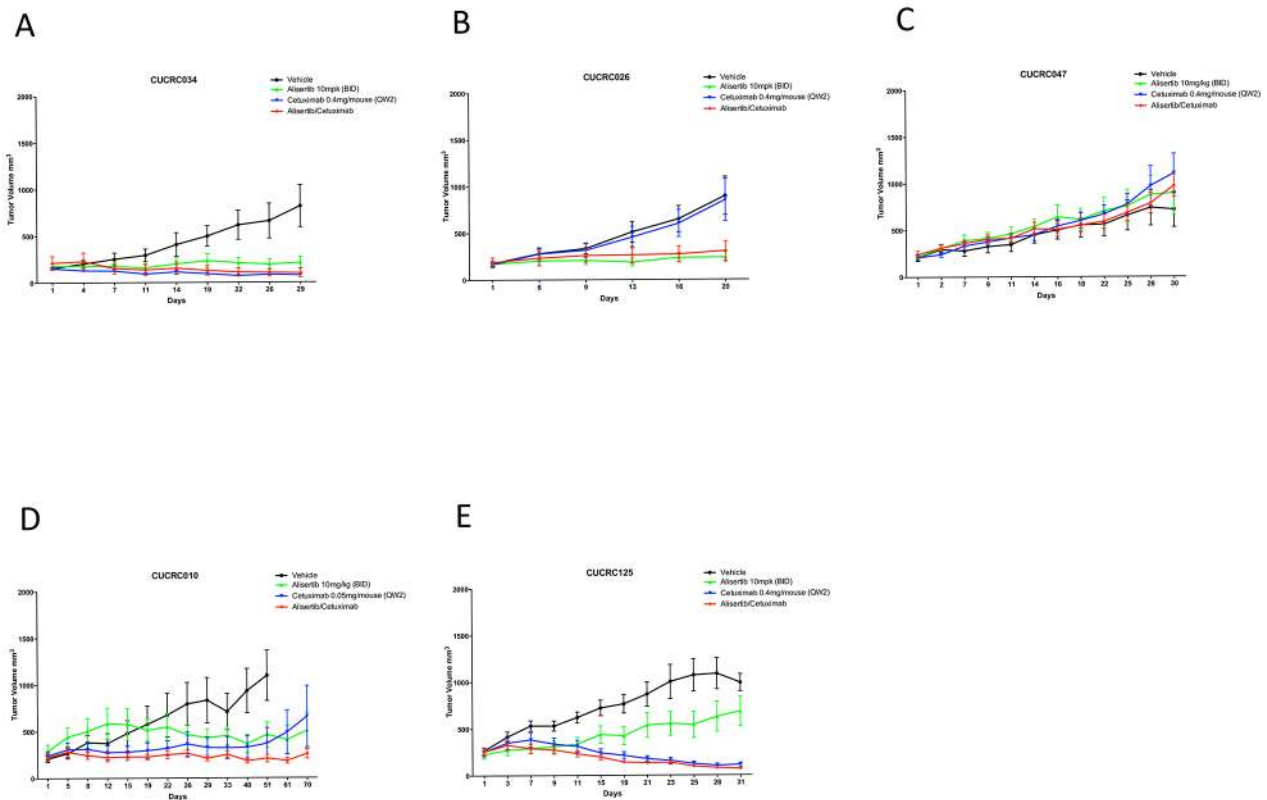 A
CUCRC034
Vehicle
Alisertib 10mpk (BID)
Cetuximab 0.4mg/mouse (QW2)
Alisertib/Cetuximab
Tumor Volume mm3
2000
1500
1000
500
0
1 4 7 11 14 19 22 26 29
Days
B
CUCRC026
Vehicle
Alisertib 10mpk (BID)
Cetuximab 0.4mg/mouse (QW2)
Alisertib/Cetuximab
Tumor Volume mm3
2000
1500
1000
500
0
1 6 9 13 16 20
Days
C
CUCRC047
Vehicle
Alisertib 10mg/kg (BID)
Cetuximab 0.4mg/mouse (QW2)
Alisertib/Cetuximab
Tumor Volume mm3
2000
1500
1000
500
0
1 2 7 9 11 14 16 18 22 25 28 30
Days
D
CUCRC010
Vehicle
Alisertib 10mg/kg (BID)
Cetuximab 0.05mg/mouse (QW2)
Alisertib/Cetuximab
Tumor Volume mm3
2000
1500
1000
500
0
1 5 8 12 15 19 22 26 29 33 51 61 70
Days
E
CUCRC125
Vehicle
Alisertib 10mpk (BID)
Cetuximab 0.4mg/mouse (QW2)
Alisertib/Cetuximab
Tumor Volume mm3
2000
1500
1000
500
0
1 3 7 9 11 15 19 21 23 25 28 31
Days